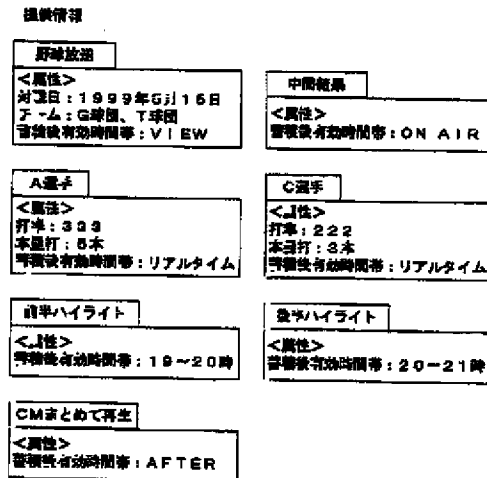 提供情報
野球放送
<属性>
対戦日：1999年5月15日
チーム：G球団、T球団
蓄積後有効時間帯：VIEW
中間結果
<属性>
蓄積後有効時間帯：ON AIR
A選手
<属性>
打率：333
本塁打：5本
蓄積後有効時間帯：リアルタイム
C選手
<属性>
打率：222
本塁打：3本
蓄積後有効時間帯：リアルタイム
前半ハイライト
<属性>
蓄積後有効時間帯：19〜20時
後半ハイライト
<属性>
蓄積後有効時間帯：20−21時
CMまとめて再生
<属性>
蓄積後有効時間帯：AFTER